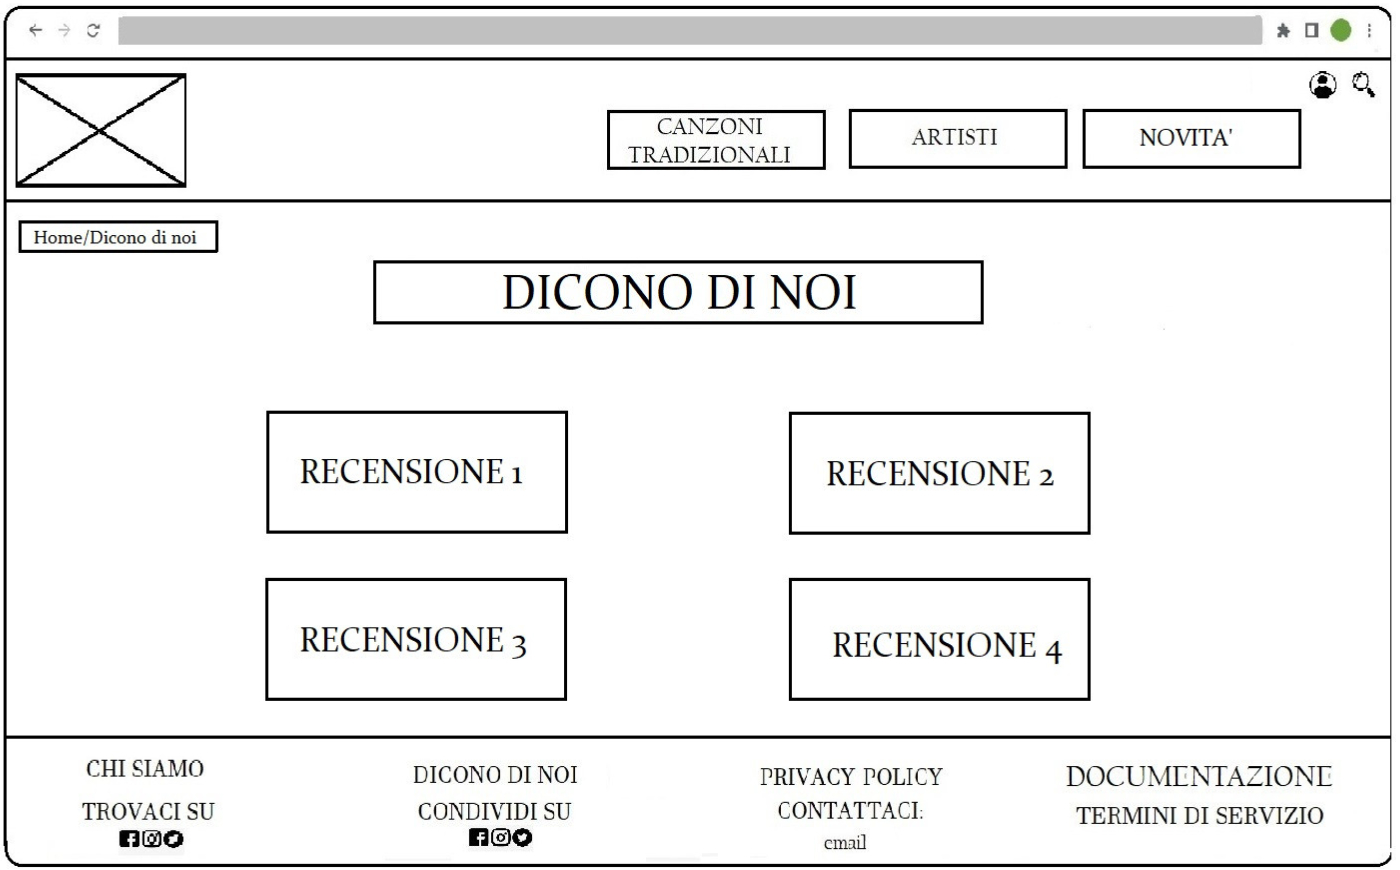 CANZONI
TRADIZIONALI
ARTISTI
NOVITA'
Home/Dicono di noi
DICONO DI NOI
RECENSIONE 1
RECENSIONE 2
RECENSIONE 3
RECENSIONE 4
CHI SIAMO
TROVACI SU
DICONO DI NOI
CONDIVIDI SU
PRIVACY POLICY
CONTATTACI:
email
DOCUMENTAZIONE
TERMINI DI SERVIZIO